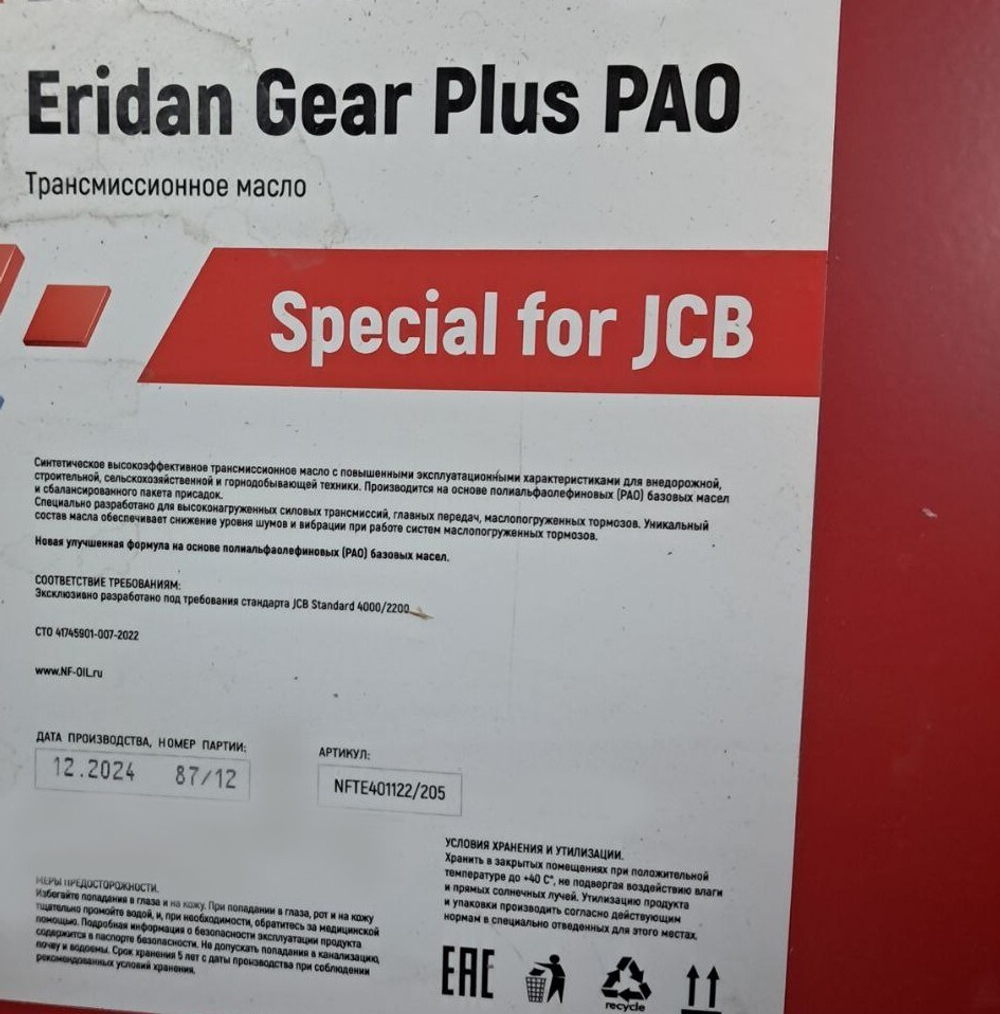 Eridan Gear Plus PAO
Трансмиссионное масло
Special for JCB
Синтетическое высокоэффективное трансмиссионное масло с повышенными эксплуатационными характеристиками для внедорожной,
строительной, сельскохозяйственной и горнодобывающей техники. Производится на основе полиальфаолефиновых (PAO) базовых масел
и сбалансированного пакета присадок.
Специально разработано для высоконагруженных силовых трансмиссий, главных передач, маслопогруженных тормозов. Уникальный
состав масла обеспечивает снижение уровня шумов и вибрации при работе систем маслопогруженных тормозов.
Новая улучшенная формула на основе полиальфаолефиновых (PAO) базовых масел.
СООТВЕТСТВИЕ ТРЕБОВАНИЯМ:
Эксклюзивно разработано под требования стандарта JCB Standard 4000/2200
СТО 41745901-007-2022
www.NF-OIL.ru
ДАТА ПРОИЗВОДСТВА, НОМЕР ПАРТИИ:
12.2024 87/12
АРТИКУЛ:
NFTE401122/205
МЕРЫ ПРЕДОСТОРОЖНОСТИ.
Избегайте попадания в глаза и на кожу. При попадании в глаза, рот и на кожу
тщательно промойте водой, и, при необходимости, обратитесь за медицинской
помощью. Подробная информация о безопасности эксплуатации продукта
содержится в паспорте безопасности. Не допускать попадания в канализацию,
почву и водоемы. Срок хранения 5 лет с даты производства при соблюдении
рекомендованных условий хранения.
УСЛОВИЯ ХРАНЕНИЯ И УТИЛИЗАЦИИ.
Хранить в закрытых помещениях при положительной
температуре до +40 С°, не подвергая воздействию влаги
и прямых солнечных лучей. Утилизацию продукта
и упаковки производить согласно действующим
нормам в специально отведенных для этого местах.
EAC
recycle